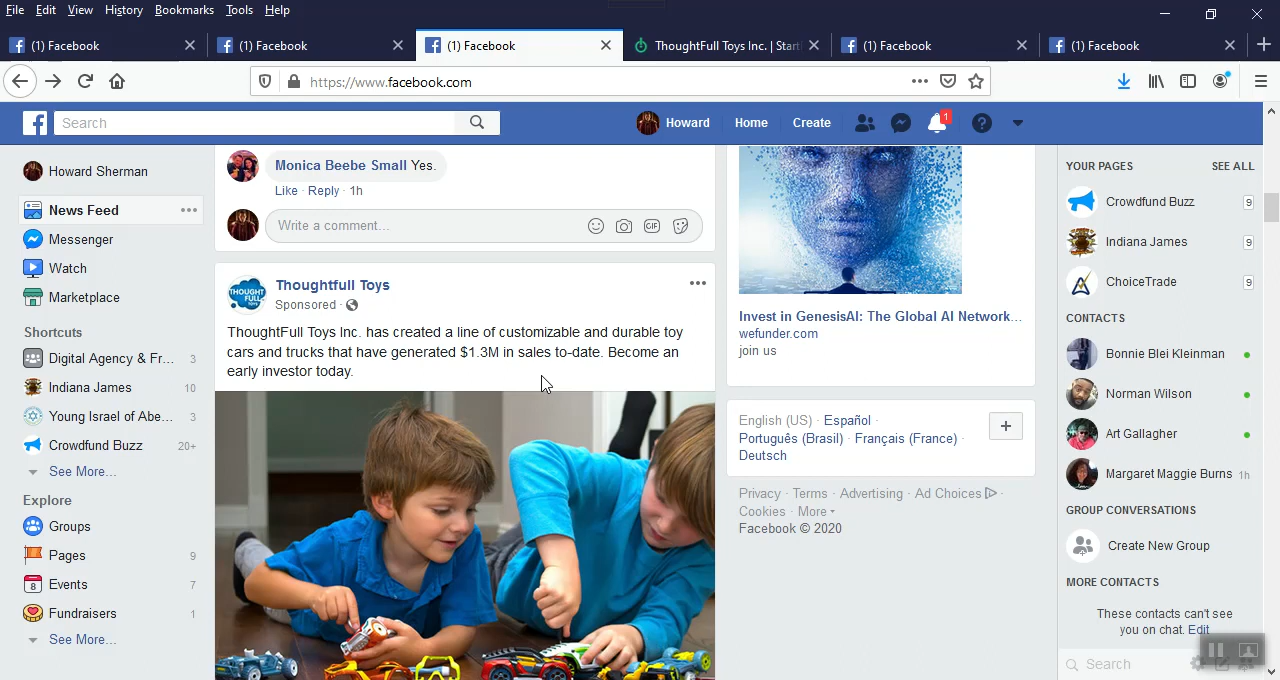 File Edit View History Bookmarks Tools Help
(1) Facebook
(1) Facebook
(1) Facebook
ThoughtFull Toys Inc. | Start
(1) Facebook
(1) Facebook
https://www.facebook.com
Search
Howard Home Create
1
Howard Sherman
News Feed
Messenger
Watch
Marketplace
Shortcuts
Digital Agency & Fr... 3
Indiana James 10
Young Israel of Abe... 3
Crowdfund Buzz 20+
See More...
Explore
Groups
Pages 9
Events 7
8
Fundraisers 1
See More...
Monica Beebe Small Yes.
Like · Reply · 1h
Write a comment...
GIF
THOUGHT
FULL
TOYS
Thoughtfull Toys
Sponsored ·
ThoughtFull Toys Inc. has created a line of customizable and durable toy
cars and trucks that have generated $1.3M in sales to-date. Become an
early investor today.
Invest in GenesisAI: The Global AI Network...
wefunder.com
join us
English (US) · Español ·
Português (Brasil) · Français (France) ·
Deutsch
Privacy · Terms · Advertising · Ad Choices ·
Cookies · More
Facebook © 2020
YOUR PAGES SEE ALL
Crowdfund Buzz 9
Indiana James 9
ChoiceTrade 9
CONTACTS
Bonnie Blei Kleinman
Norman Wilson
Art Gallagher
Margaret Maggie Burns 1h
GROUP CONVERSATIONS
Create New Group
MORE CONTACTS
These contacts can't see
you on chat. Edit
Search